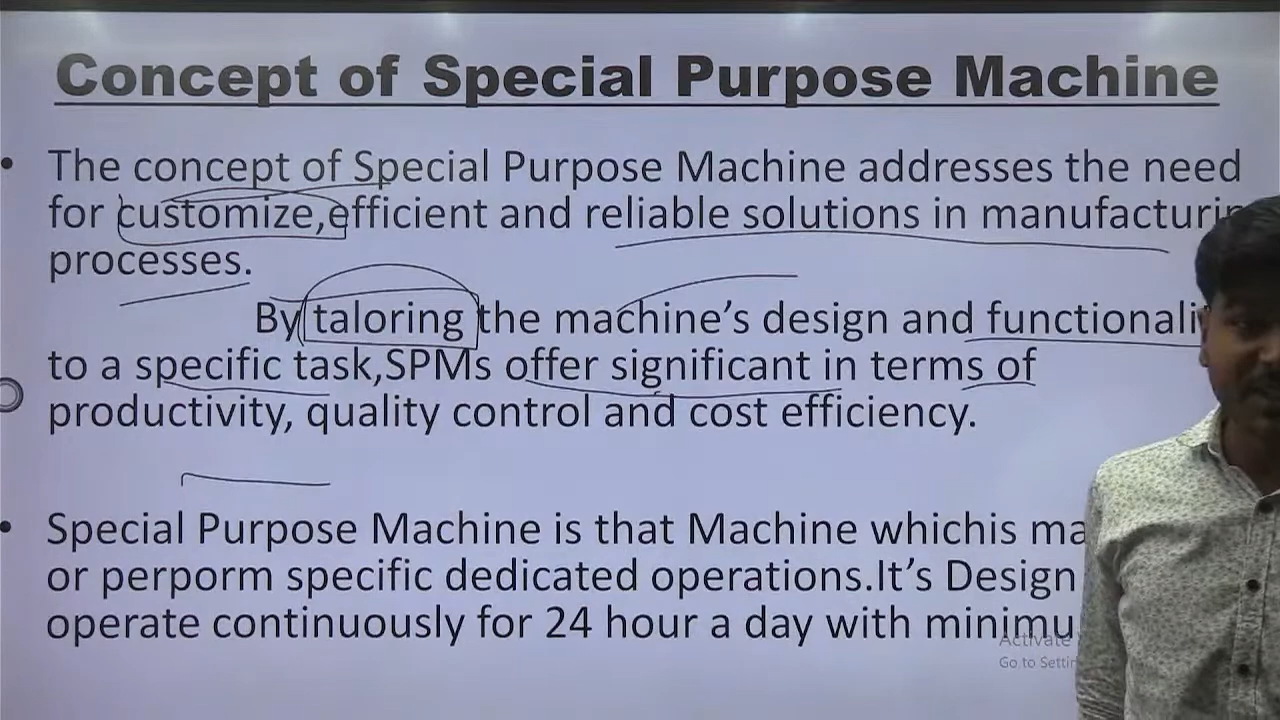 Concept of Special Purpose Machine
• The concept of Special Purpose Machine addresses the need
for customize,efficient and reliable solutions in manufacturin
processes.
By taloring the machine’s design and functionali
to a specific task,SPMs offer significant in terms of
productivity, quality control and cost efficiency.
• Special Purpose Machine is that Machine whichis ma
or perporm specific dedicated operations.It’s Design
operate continuously for 24 hour a day with minimu
Activate
Go to Settin